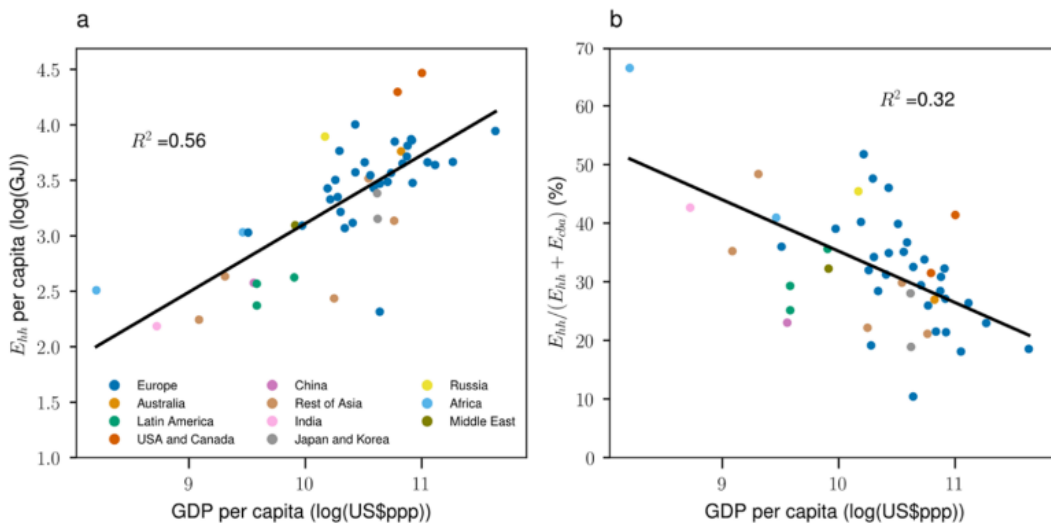 a
4.5
4.0
3.5
3.0
2.5
2.0
1.5
1.0
E_hh per capita (log(GJ))
R² =0.56
Europe
Australia
Latin America
USA and Canada
China
Rest of Asia
India
Japan and Korea
Russia
Africa
Middle East
9 10 11
GDP per capita (log(US$ppp))
b
70
60
50
40
30
20
10
0
E_hh/(E_hh + E_cba) (%)
R² =0.32
9 10 11
GDP per capita (log(US$ppp))